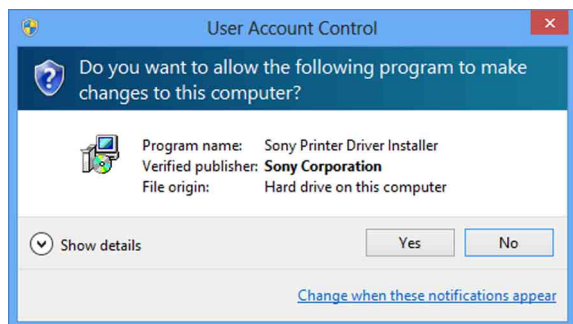 User Account Control
Do you want to allow the following program to make
changes to this computer?
Program name: Sony Printer Driver Installer
Verified publisher: Sony Corporation
File origin: Hard drive on this computer
Show details
Yes
No
Change when these notifications appear